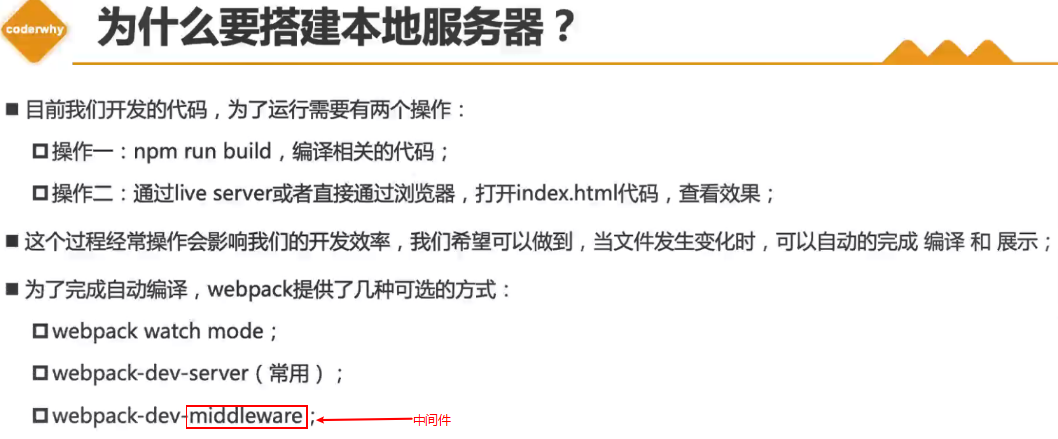 coderwhy
为什么要搭建本地服务器？
目前我们开发的代码，为了运行需要有两个操作：
操作一：npm run build，编译相关的代码；
操作二：通过live server或者直接通过浏览器，打开index.html代码，查看效果；
这个过程经常操作会影响我们的开发效率，我们希望可以做到，当文件发生变化时，可以自动的完成 编译 和 展示；
为了完成自动编译，webpack提供了几种可选的方式：
webpack watch mode；
webpack-dev-server（常用）；
webpack-dev-middleware；
中间件